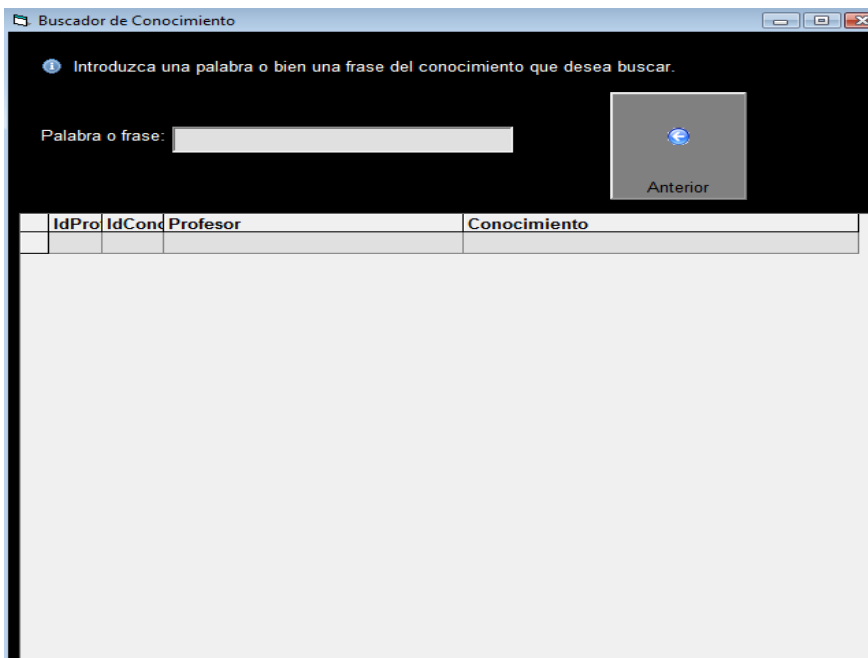 Buscador de Conocimiento
Introduzca una palabra o bien una frase del conocimiento que desea buscar.
Palabra o frase:
Anterior
IdPro IdCono Profesor Conocimiento